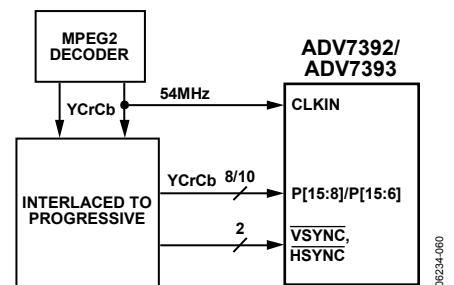 MPEG2
DECODER
ADV7392/
ADV7393
YCrCb
54MHz
CLKIN
INTERLACED TO
PROGRESSIVE
YCrCb 8/10
P[15:8]/P[15:6]
2
VSYNC,
HSYNC
06234-060